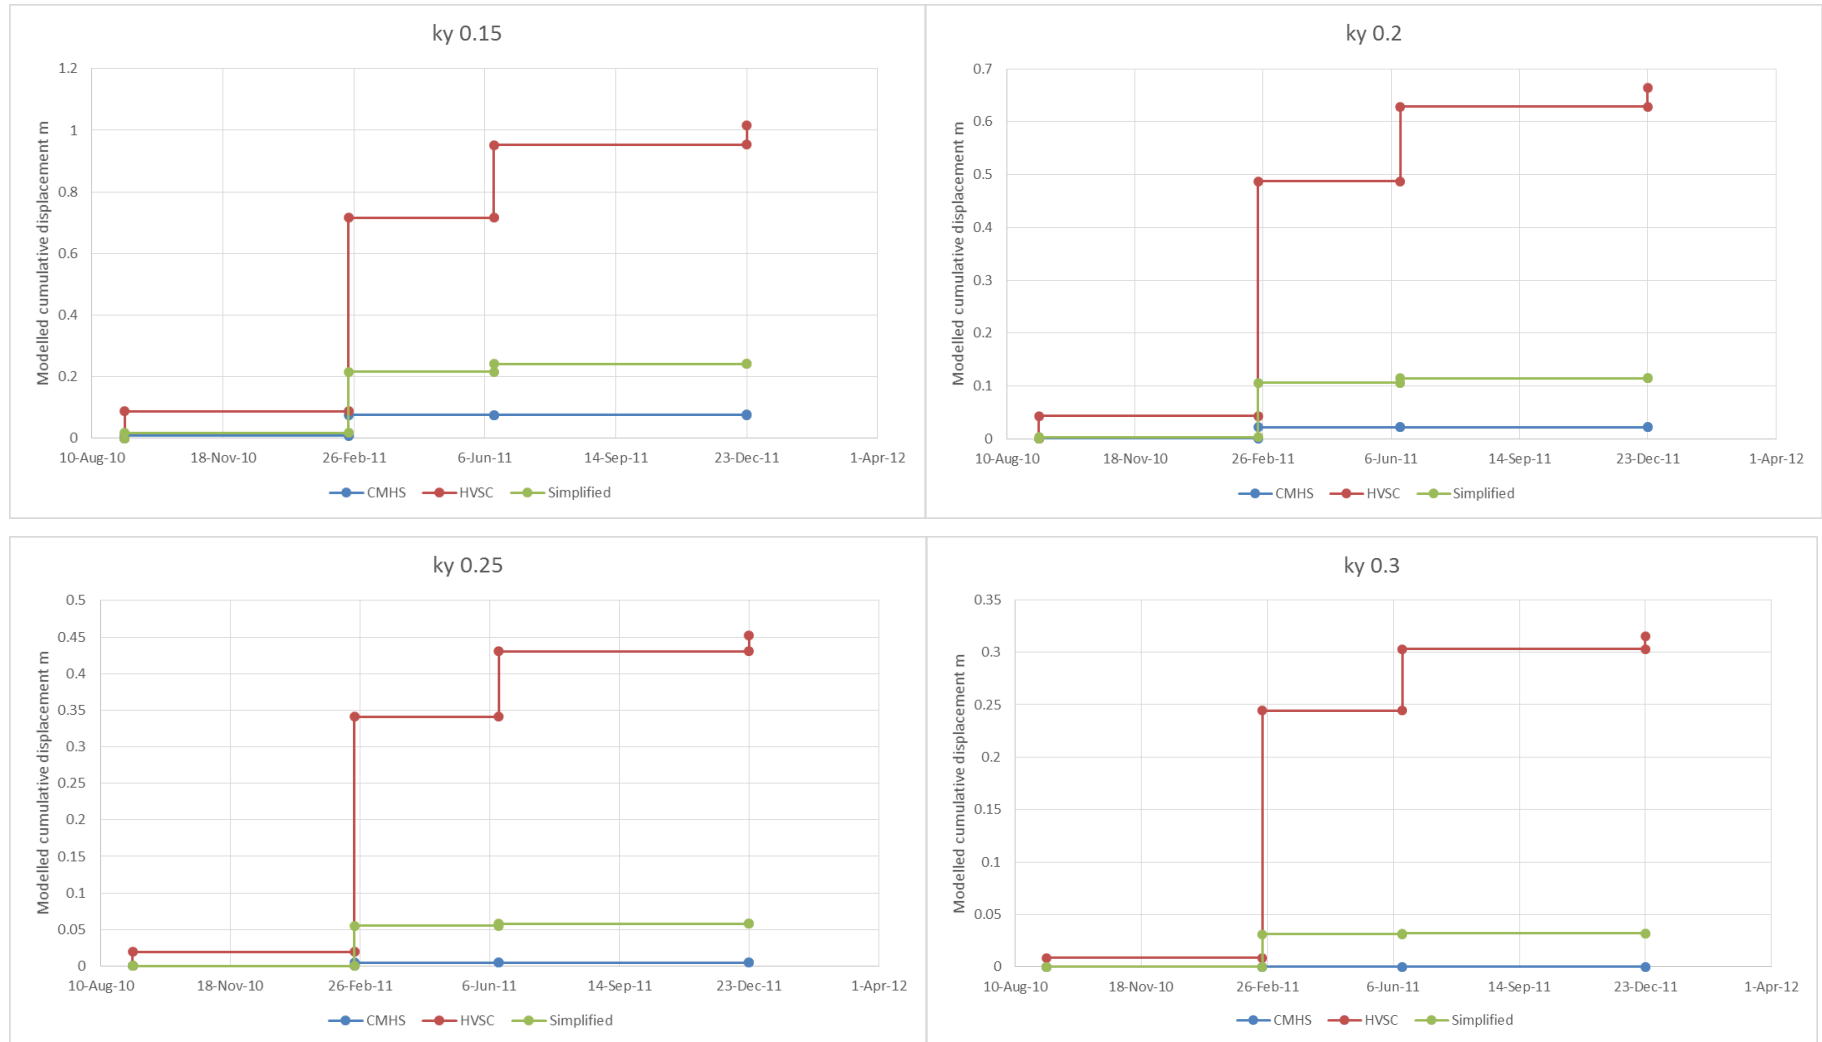 ky 0.15
Modelled cumulative displacement m
1.2
1
0.8
0.6
0.4
0.2
0
10-Aug-10 18-Nov-10 26-Feb-11 6-Jun-11 14-Sep-11 23-Dec-11 1-Apr-12
CMHS HVSC Simplified
ky 0.2
Modelled cumulative displacement m
0.7
0.6
0.5
0.4
0.3
0.2
0.1
0
10-Aug-10 18-Nov-10 26-Feb-11 6-Jun-11 14-Sep-11 23-Dec-11 1-Apr-12
CMHS HVSC Simplified
ky 0.25
Modelled cumulative displacement m
0.5
0.45
0.4
0.35
0.3
0.25
0.2
0.15
0.1
0.05
0
10-Aug-10 18-Nov-10 26-Feb-11 6-Jun-11 14-Sep-11 23-Dec-11 1-Apr-12
CMHS HVSC Simplified
ky 0.3
Modelled cumulative displacement m
0.35
0.3
0.25
0.2
0.15
0.1
0.05
0
10-Aug-10 18-Nov-10 26-Feb-11 6-Jun-11 14-Sep-11 23-Dec-11 1-Apr-12
CMHS HVSC Simplified